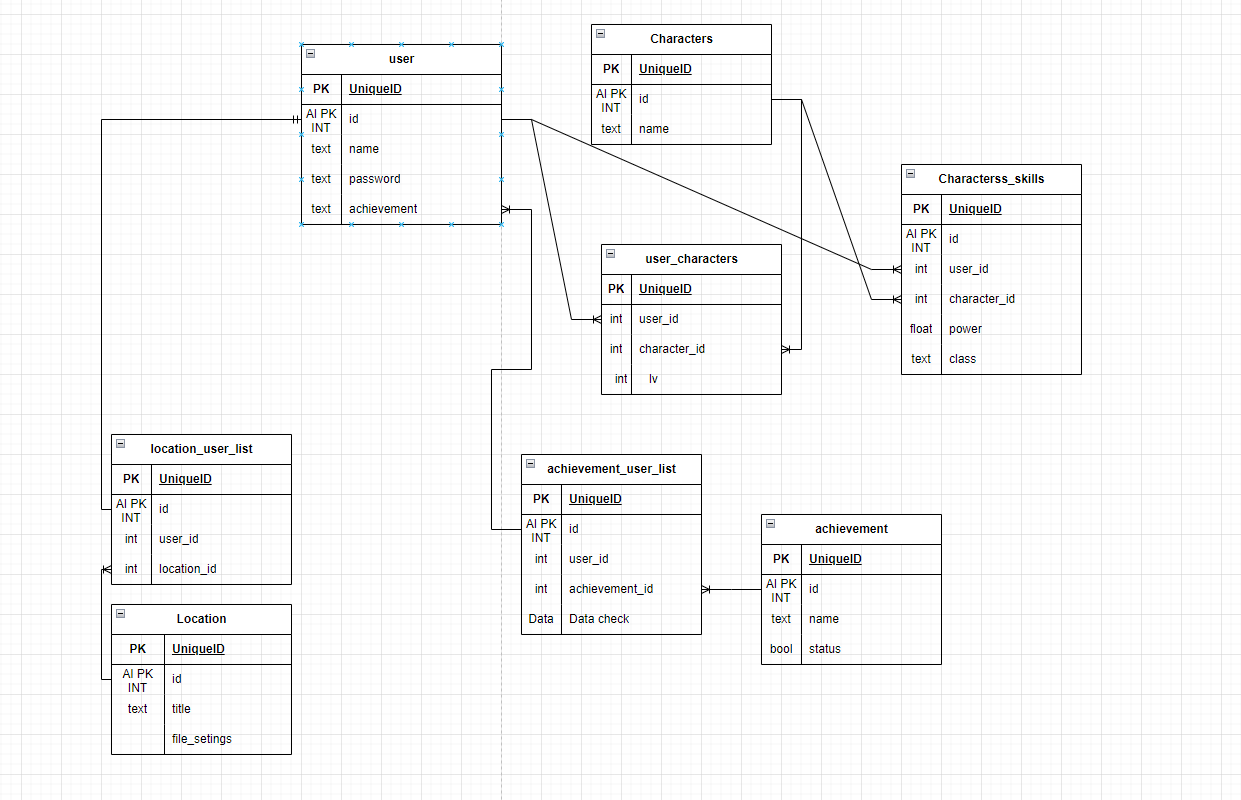 user
PK UniqueID
AI PK
INT
id
text name
text password
text achievement
Characters
PK UniqueID
AI PK
INT
id
text name
Characterss_skills
PK UniqueID
AI PK
INT
id
int user_id
int character_id
float power
text class
user_characters
PK UniqueID
int user_id
int character_id
int lv
location_user_list
PK UniqueID
AI PK
INT
id
int user_id
int location_id
Location
PK UniqueID
AI PK
INT
id
text title
file_setings
achievement_user_list
PK UniqueID
AI PK
INT
id
int user_id
int achievement_id
Data Data check
achievement
PK UniqueID
AI PK
INT
id
text name
bool status